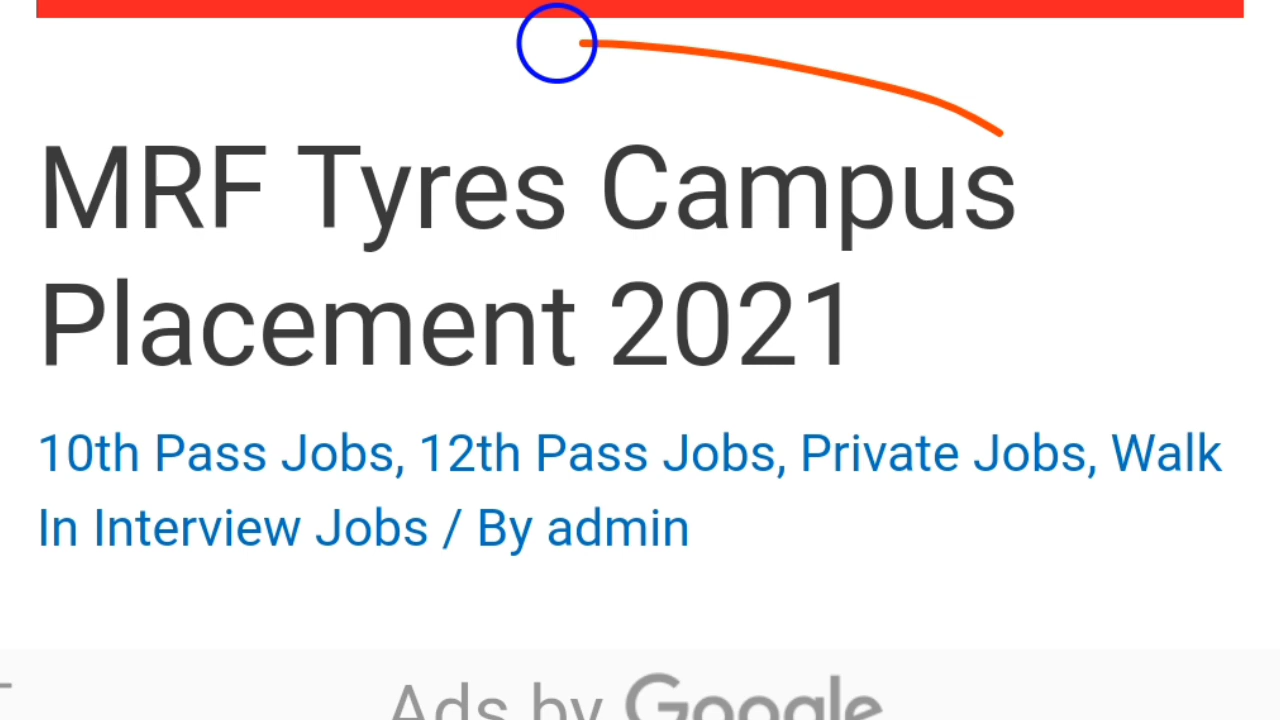 MRF Tyres Campus
Placement 2021
10th Pass Jobs, 12th Pass Jobs, Private Jobs, Walk
In Interview Jobs / By admin
Ads by Google